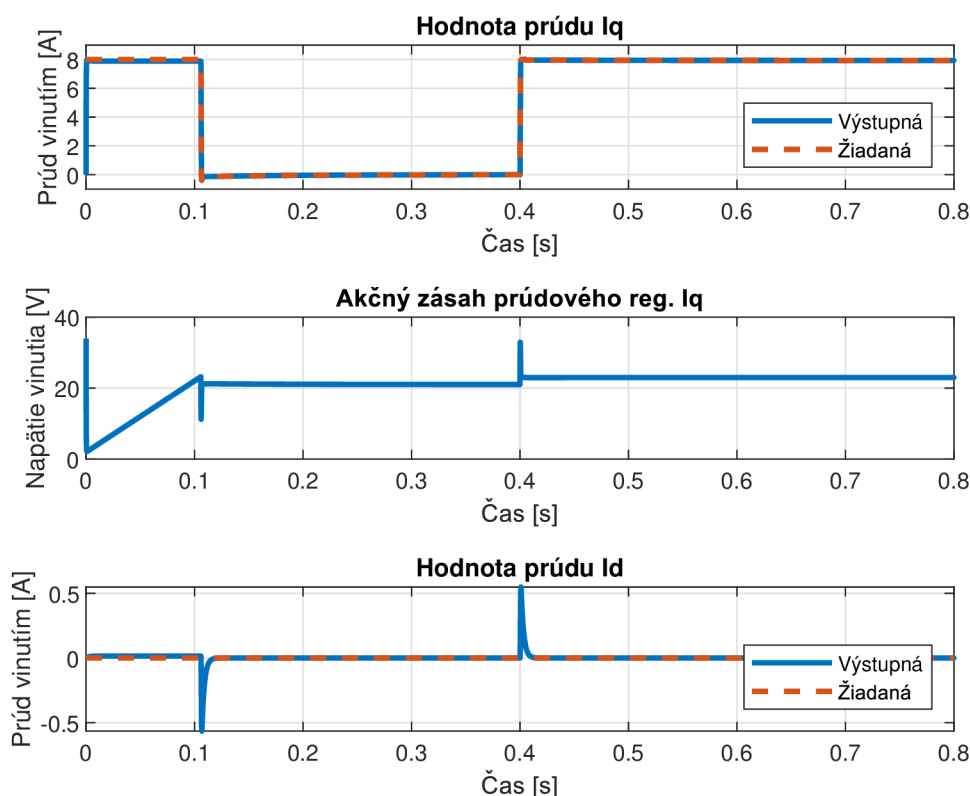 Hodnota prúdu Iq
Prúd vinutím [A]
8
6
4
2
0
Výstupná
Žiadaná
0 0.1 0.2 0.3 0.4 0.5 0.6 0.7 0.8
Čas [s]
Akčný zásah prúdového reg. Iq
Napätie vinutia [V]
40
20
0
0 0.1 0.2 0.3 0.4 0.5 0.6 0.7 0.8
Čas [s]
Hodnota prúdu Id
Prúd vinutím [A]
0.5
0
-0.5
Výstupná
Žiadaná
0 0.1 0.2 0.3 0.4 0.5 0.6 0.7 0.8
Čas [s]